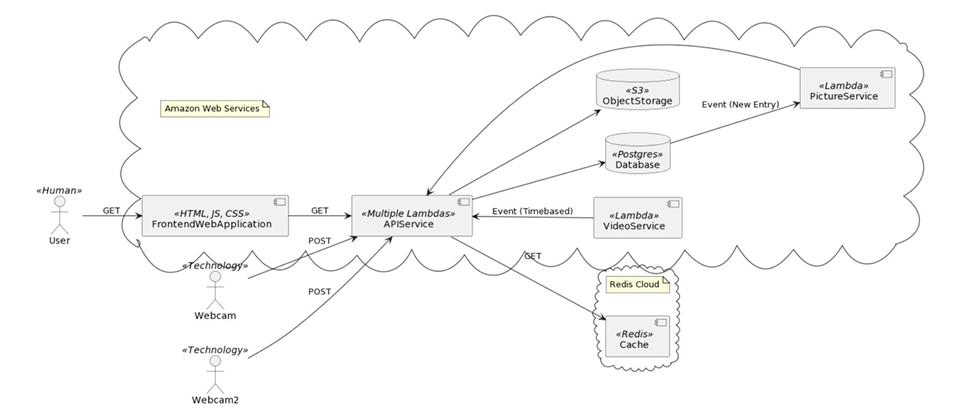 Amazon Web Services
«S3»
ObjectStorage
«Lambda»
PictureService
Event (New Entry)
«Postgres»
Database
«Human»
User
GET
«HTML, JS, CSS»
FrontendWebApplication
GET
«Multiple Lambdas»
APIService
Event (Timebased)
«Lambda»
VideoService
POST
«Technology»
Webcam
POST
GET
Redis Cloud
«Redis»
Cache
«Technology»
Webcam2